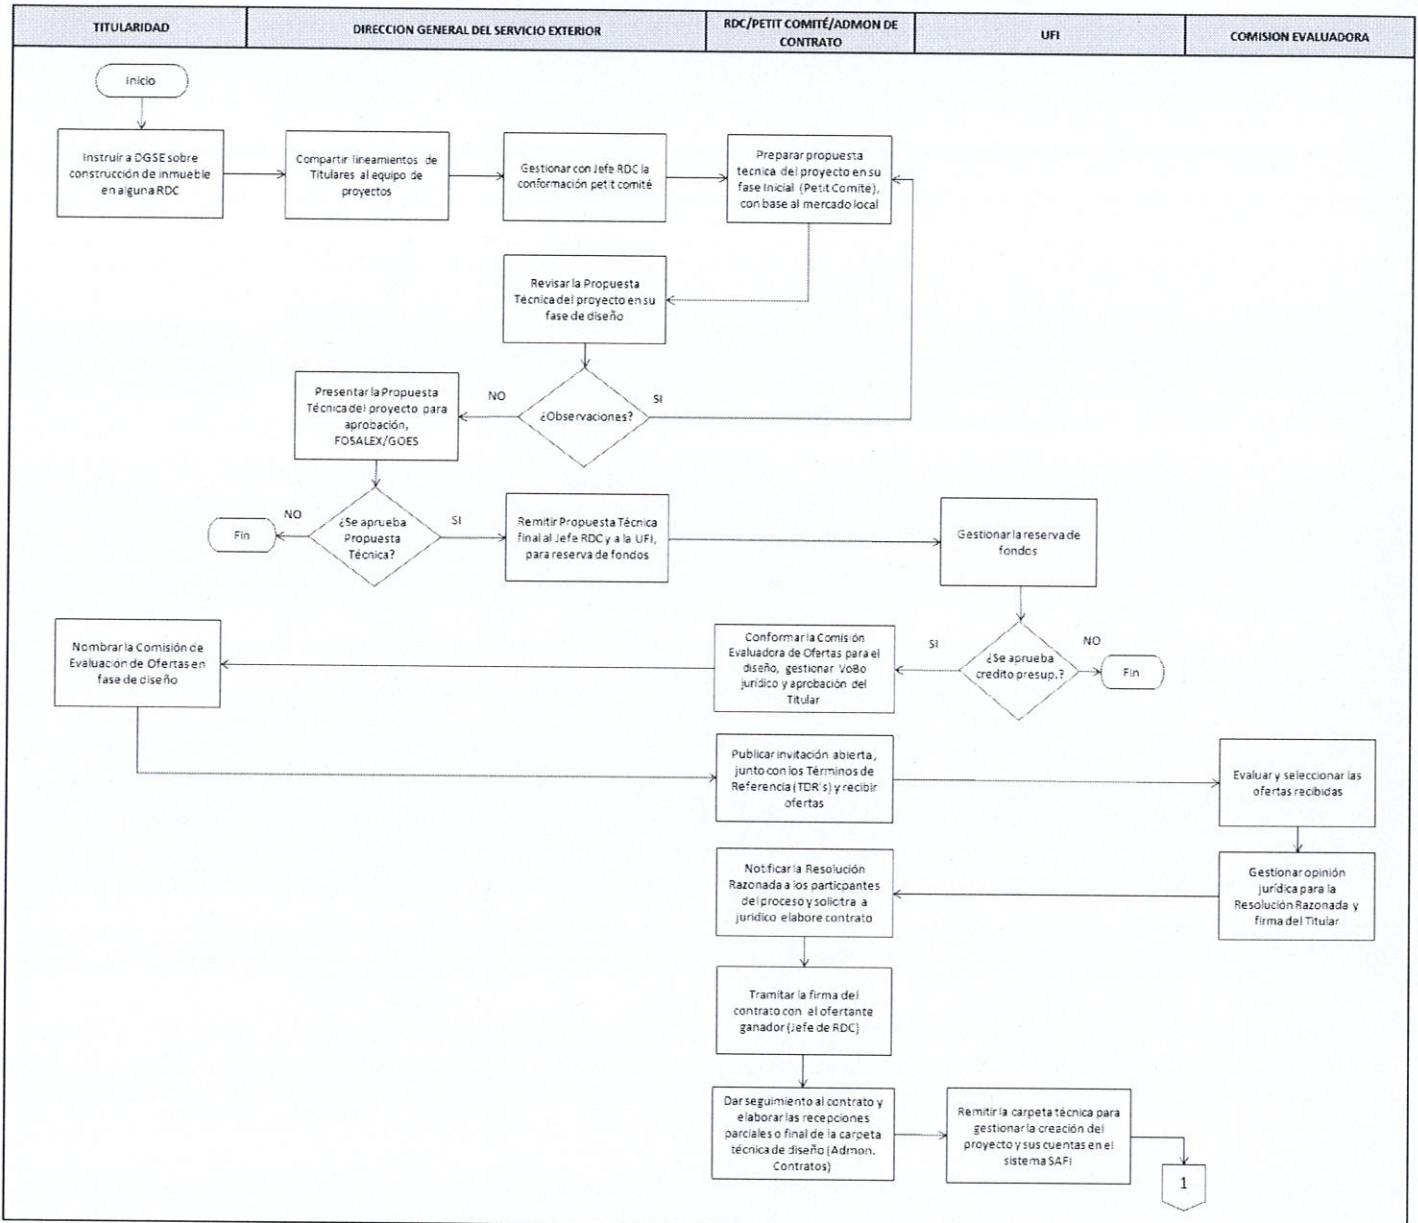 TITULARIDAD
DIRECCION GENERAL DEL SERVICIO EXTERIOR
RDC/PETIT COMITÉ/ADMON DE
CONTRATO
UFI
COMISION EVALUADORA
Inicio
Instruir a DGSE sobre
construcción de inmueble
en alguna RDC
Compartir lineamientos de
Titulares al equipo de
proyectos
Gestionar con Jefe RDC la
conformación petit comité
Preparar propuesta
tecnica del proyecto en su
fase Inicial (Petit Comité),
con base al mercado local
Revisar la Propuesta
Técnica del proyecto en su
fase de diseño
Presentar la Propuesta
Técnica del proyecto para
aprobación,
FOSALEX/GOES
NO
¿Observaciones?
SI
Fin
NO
¿Se aprueba
Propuesta
Técnica?
SI
Remitir Propuesta Técnica
final al Jefe RDC y a la UFI,
para reserva de fondos
Gestionar la reserva de
fondos
Nombrar la Comisión de
Evaluación de Ofertas en
fase de diseño
Conformar la Comisión
Evaluadora de Ofertas para el
diseño, gestionar VoBo
jurídico y aprobación del
Titular
SI
¿Se aprueba
credito presup.?
NO
Fin
Publicar invitación abierta,
junto con los Términos de
Referencia (TDR's) y recibir
ofertas
Evaluar y seleccionar las
ofertas recibidas
Notificar la Resolución
Razonada a los particpantes
del proceso y solicitra a
jurídico elabore contrato
Gestionar opinión
jurídica para la
Resolución Razonada y
firma del Titular
Tramitar la firma del
contrato con el ofertante
ganador (Jefe de RDC)
Dar seguimiento al contrato y
elaborar las recepciones
parciales o final de la carpeta
técnica de diseño (Admon.
Contratos)
Remitir la carpeta técnica para
gestionar la creación del
proyecto y sus cuentas en el
sistema SAFI
1